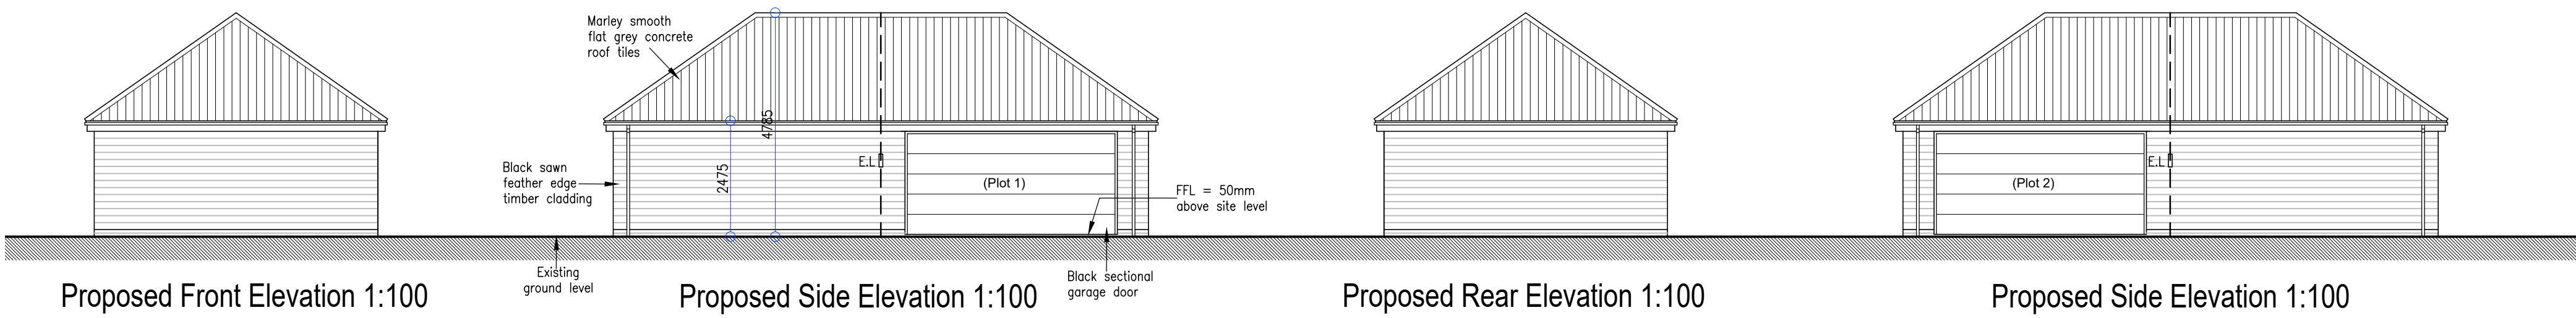 Marley smooth
flat grey concrete
roof tiles
4785
2475
E.L
(Plot 1)
Black sawn
feather edge
timber cladding
FFL = 50mm
above site level
E.L
(Plot 2)
Existing
ground level
Black sectional
garage door
Proposed Front Elevation 1:100
Proposed Side Elevation 1:100
Proposed Rear Elevation 1:100
Proposed Side Elevation 1:100